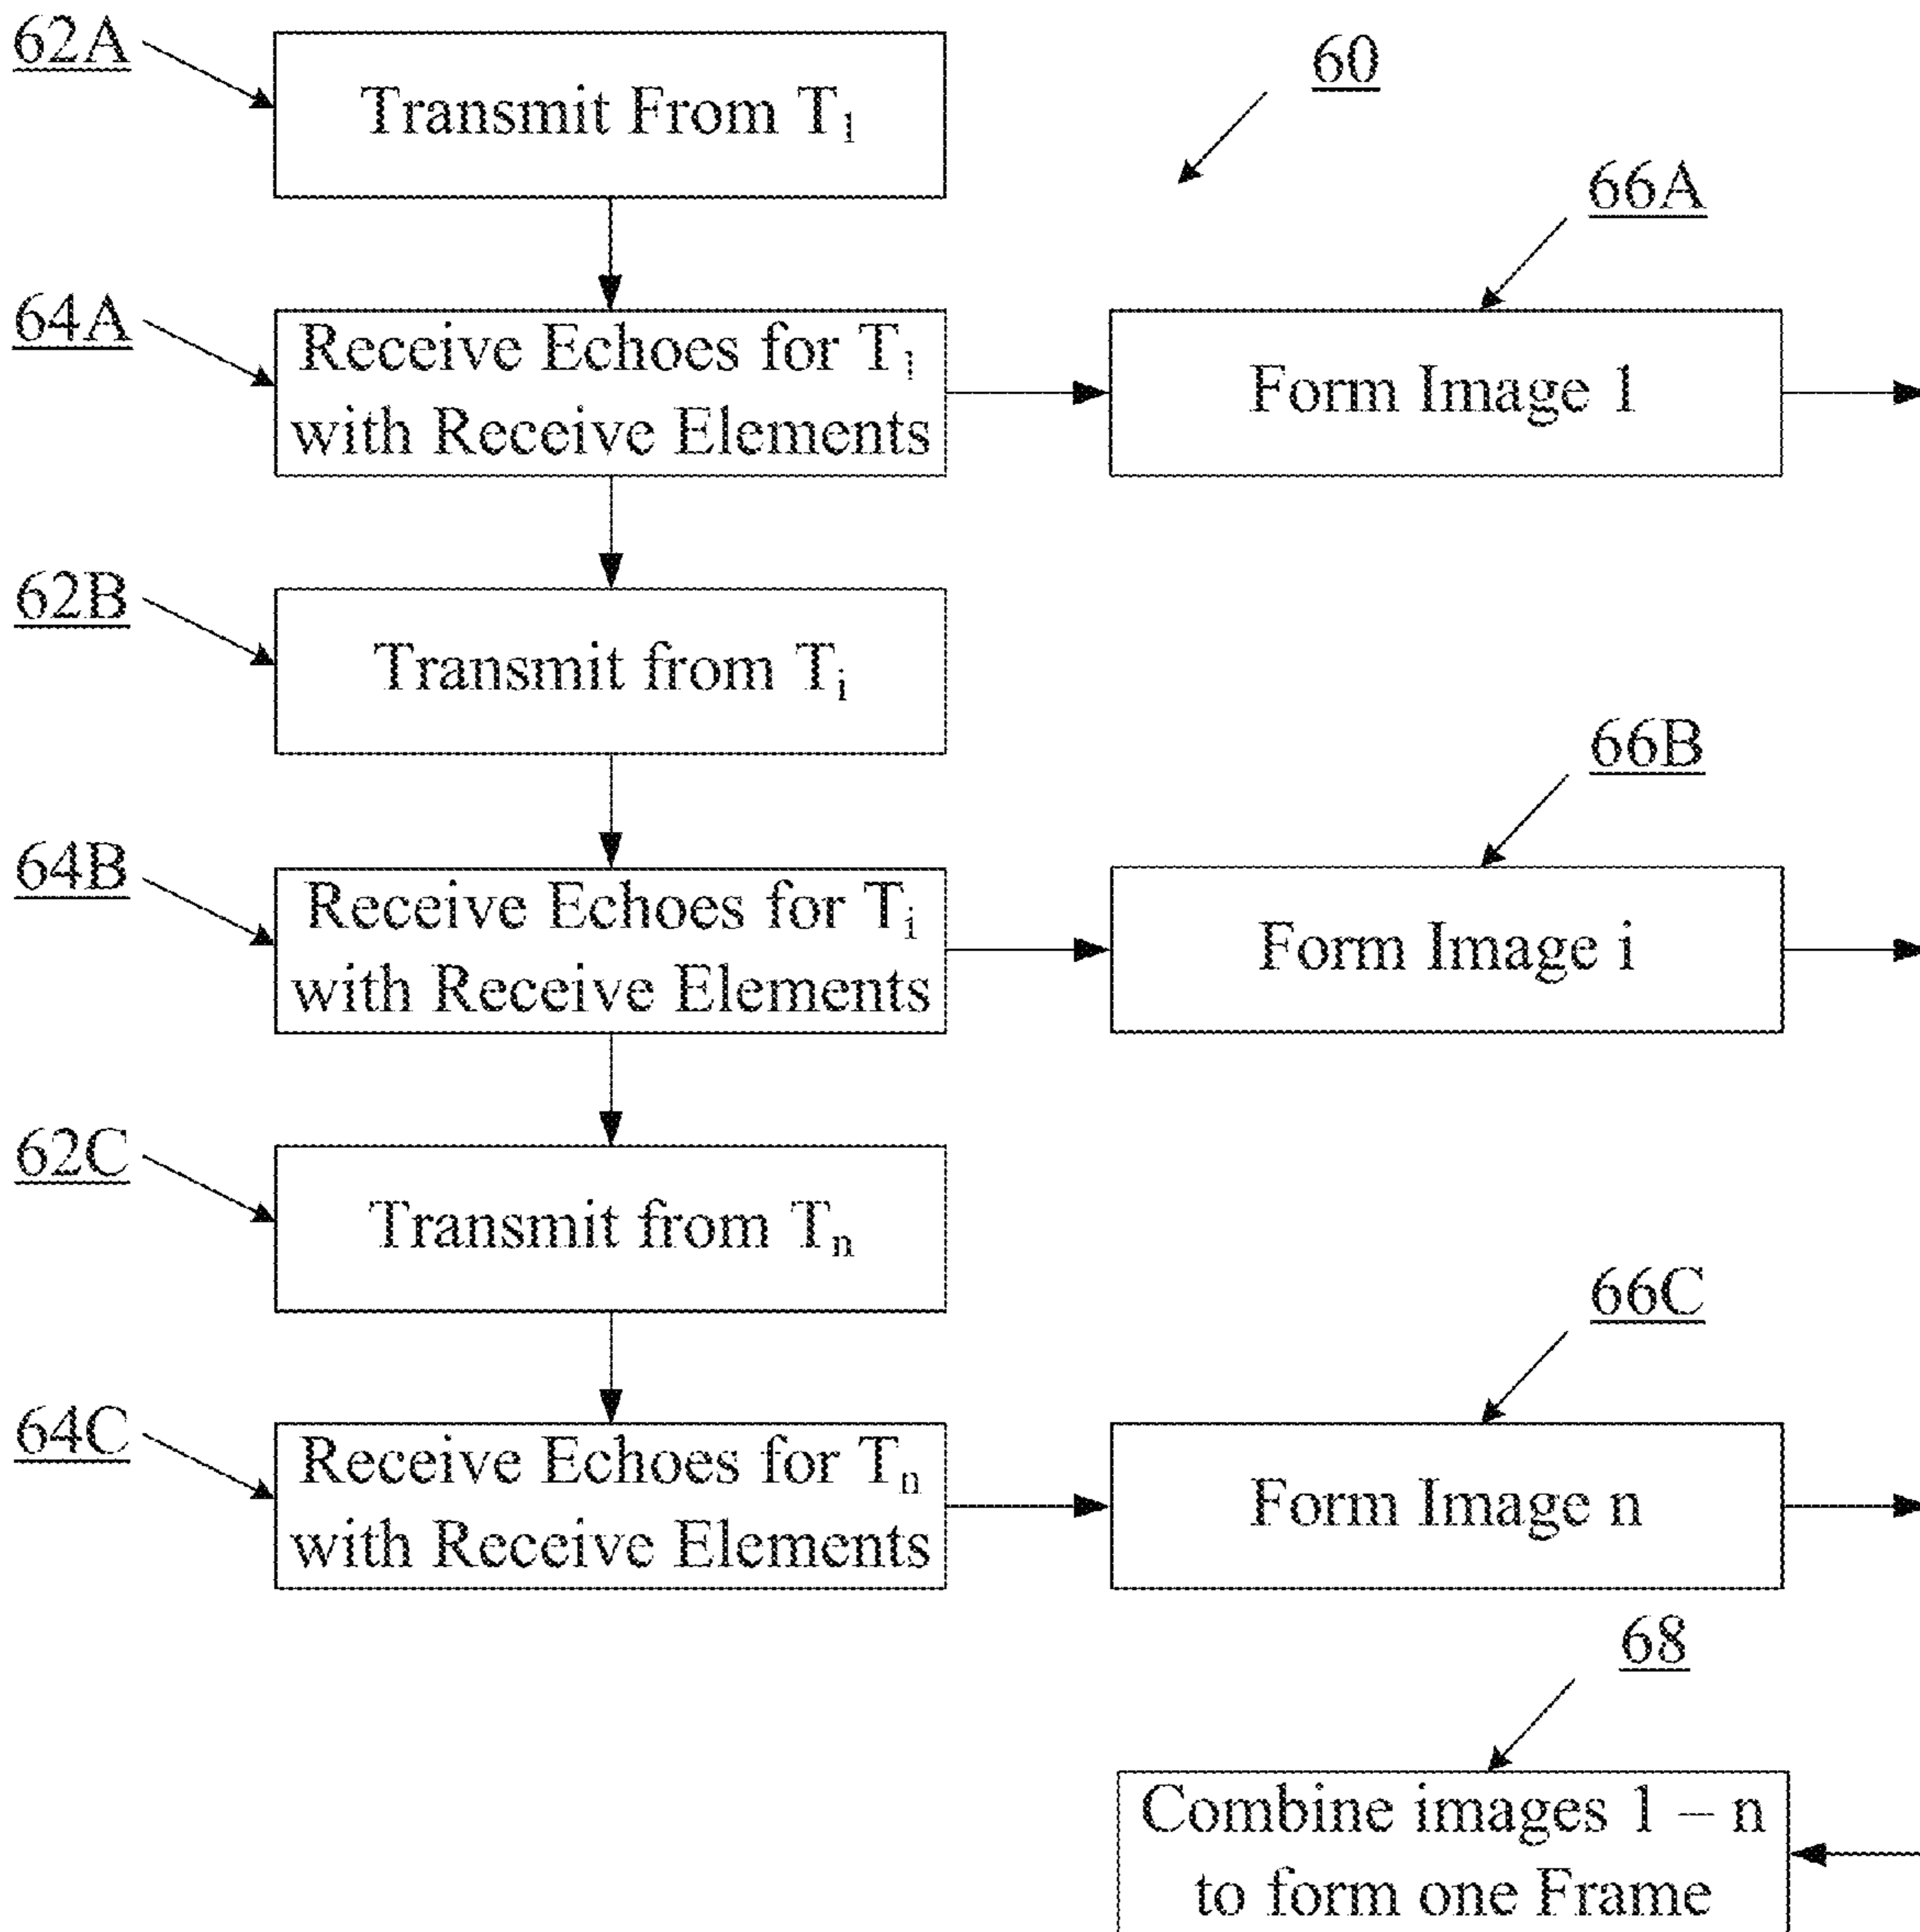 62A
Transmit From T₁
60
66A
64A
Receive Echoes for T₁
with Receive Elements
Form Image 1
62B
Transmit from Tᵢ
66B
64B
Receive Echoes for Tᵢ
with Receive Elements
Form Image i
62C
Transmit from Tₙ
66C
64C
Receive Echoes for Tₙ
with Receive Elements
Form Image n
68
Combine images 1 – n
to form one Frame